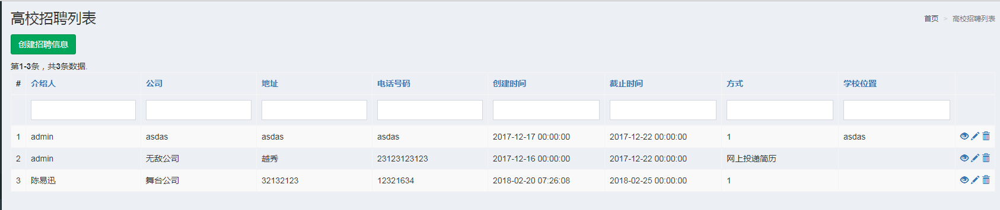 高校招聘列表
首页 > 高校招聘列表
创建招聘信息
第1-3条，共3条数据.
# 介绍人 公司 地址 电话号码 创建时间 截止时间 方式 学校位置
1 admin asdas asdas asdas 2017-12-17 00:00:00 2017-12-22 00:00:00 1 asdas
2 admin 无敌公司 越秀 23123123123 2017-12-16 00:00:00 2017-12-22 00:00:00 网上投递简历
3 陈易迅 舞台公司 32132123 12321634 2018-02-20 07:26:08 2018-02-25 00:00:00 1